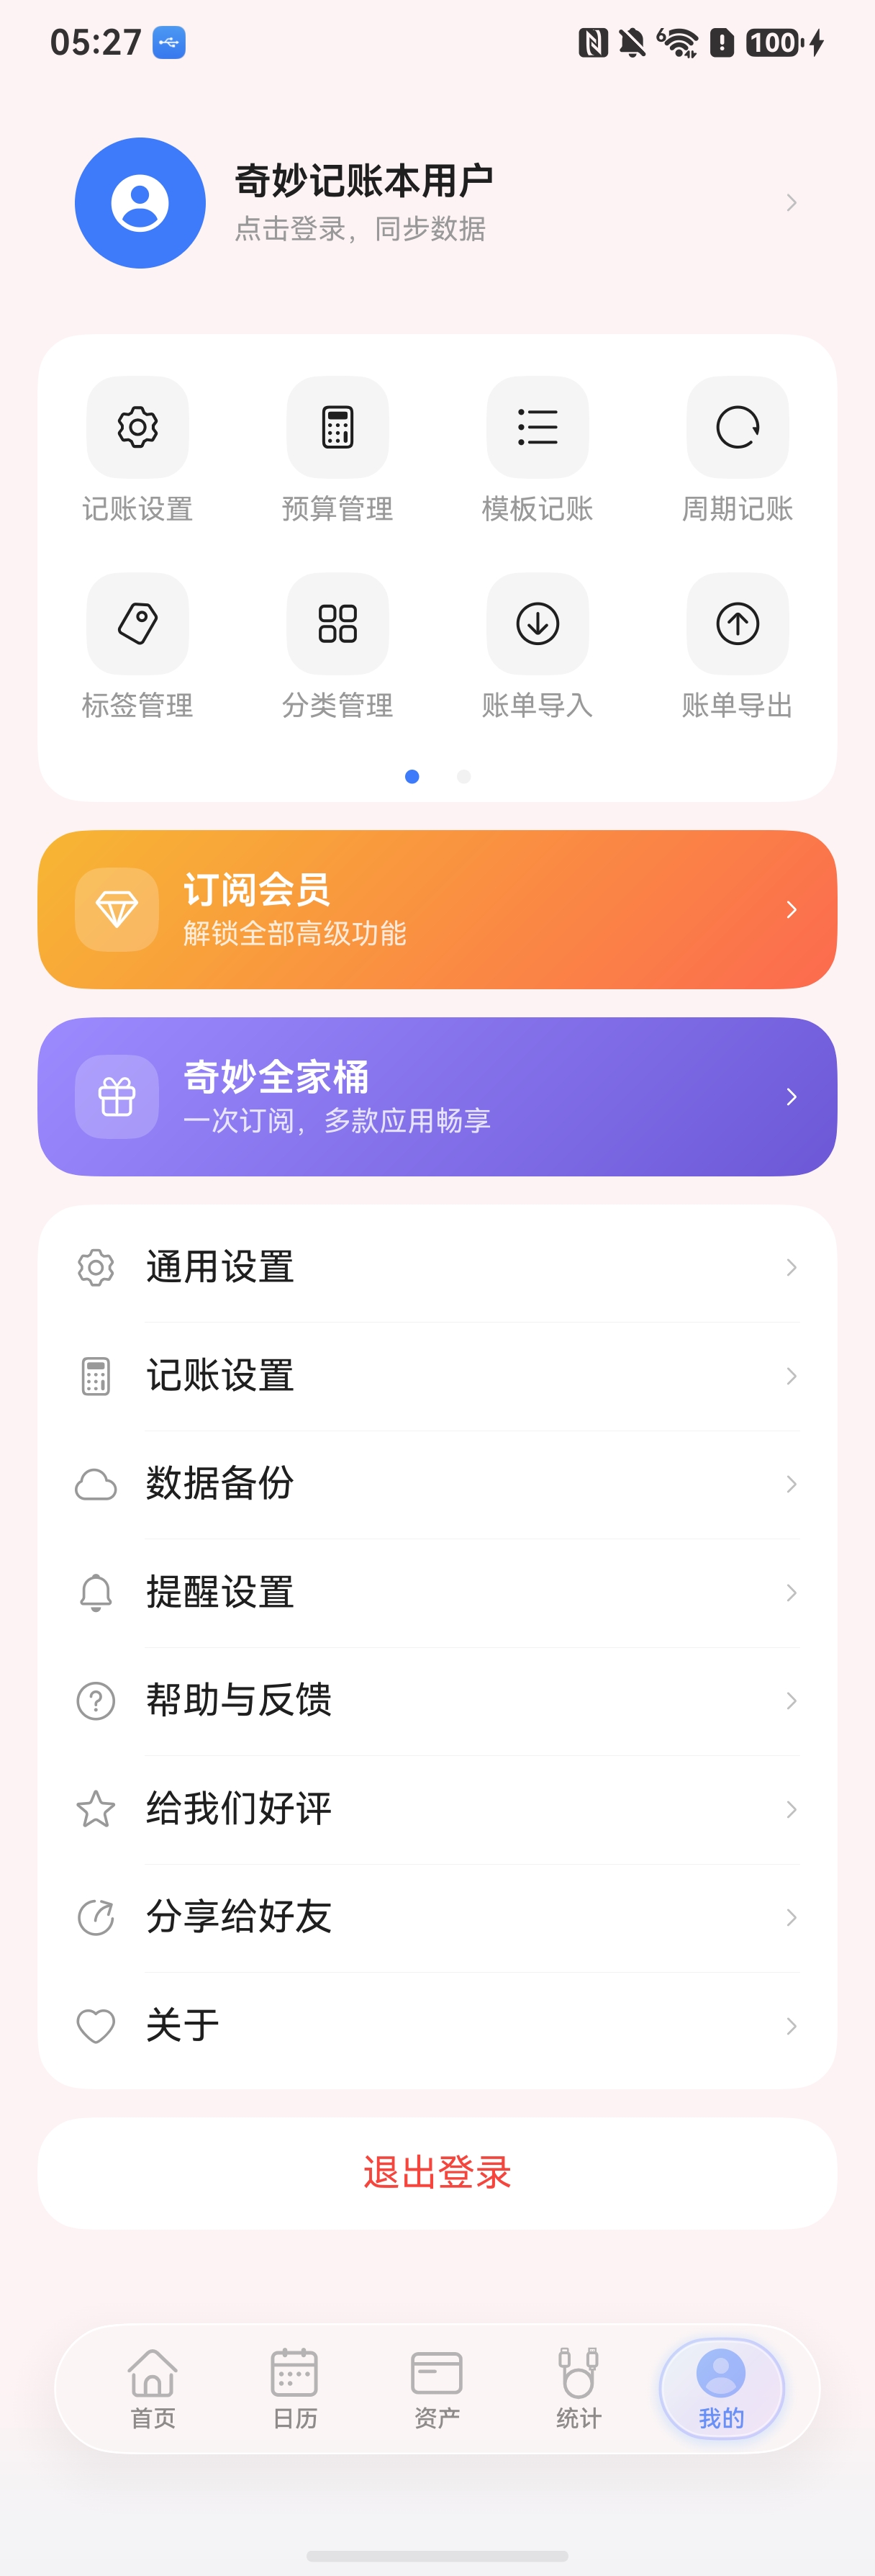 05:27
6
100
奇妙记账本用户
点击登录，同步数据
记账设置 预算管理 模板记账 周期记账
标签管理 分类管理 账单导入 账单导出
订阅会员
解锁全部高级功能
奇妙全家桶
一次订阅，多款应用畅享
通用设置
记账设置
数据备份
提醒设置
帮助与反馈
给我们好评
分享给好友
关于
退出登录
首页 日历 资产 统计 我的